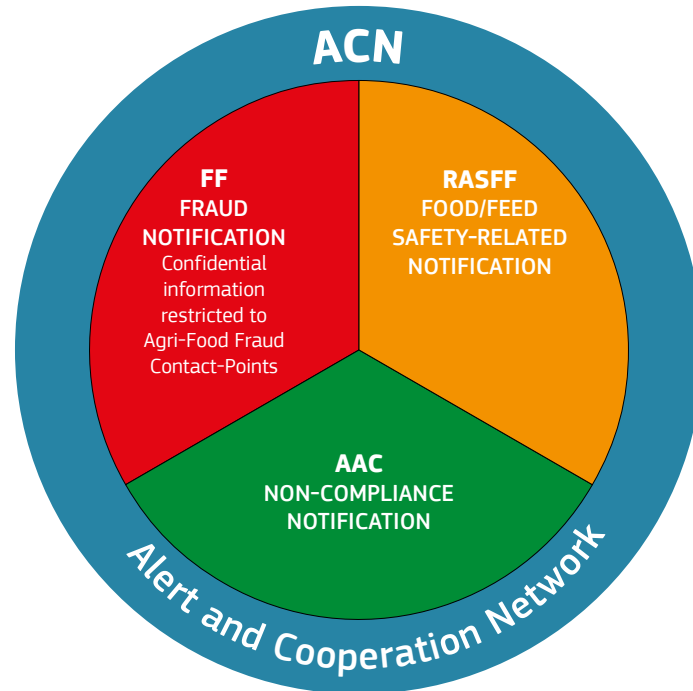 ACN
FF
FRAUD
NOTIFICATION
Confidential
information
restricted to
Agri-Food Fraud
Contact-Points
RASFF
FOOD/FEED
SAFETY-RELATED
NOTIFICATION
AAC
NON-COMPLIANCE
NOTIFICATION
Alert and Cooperation Network